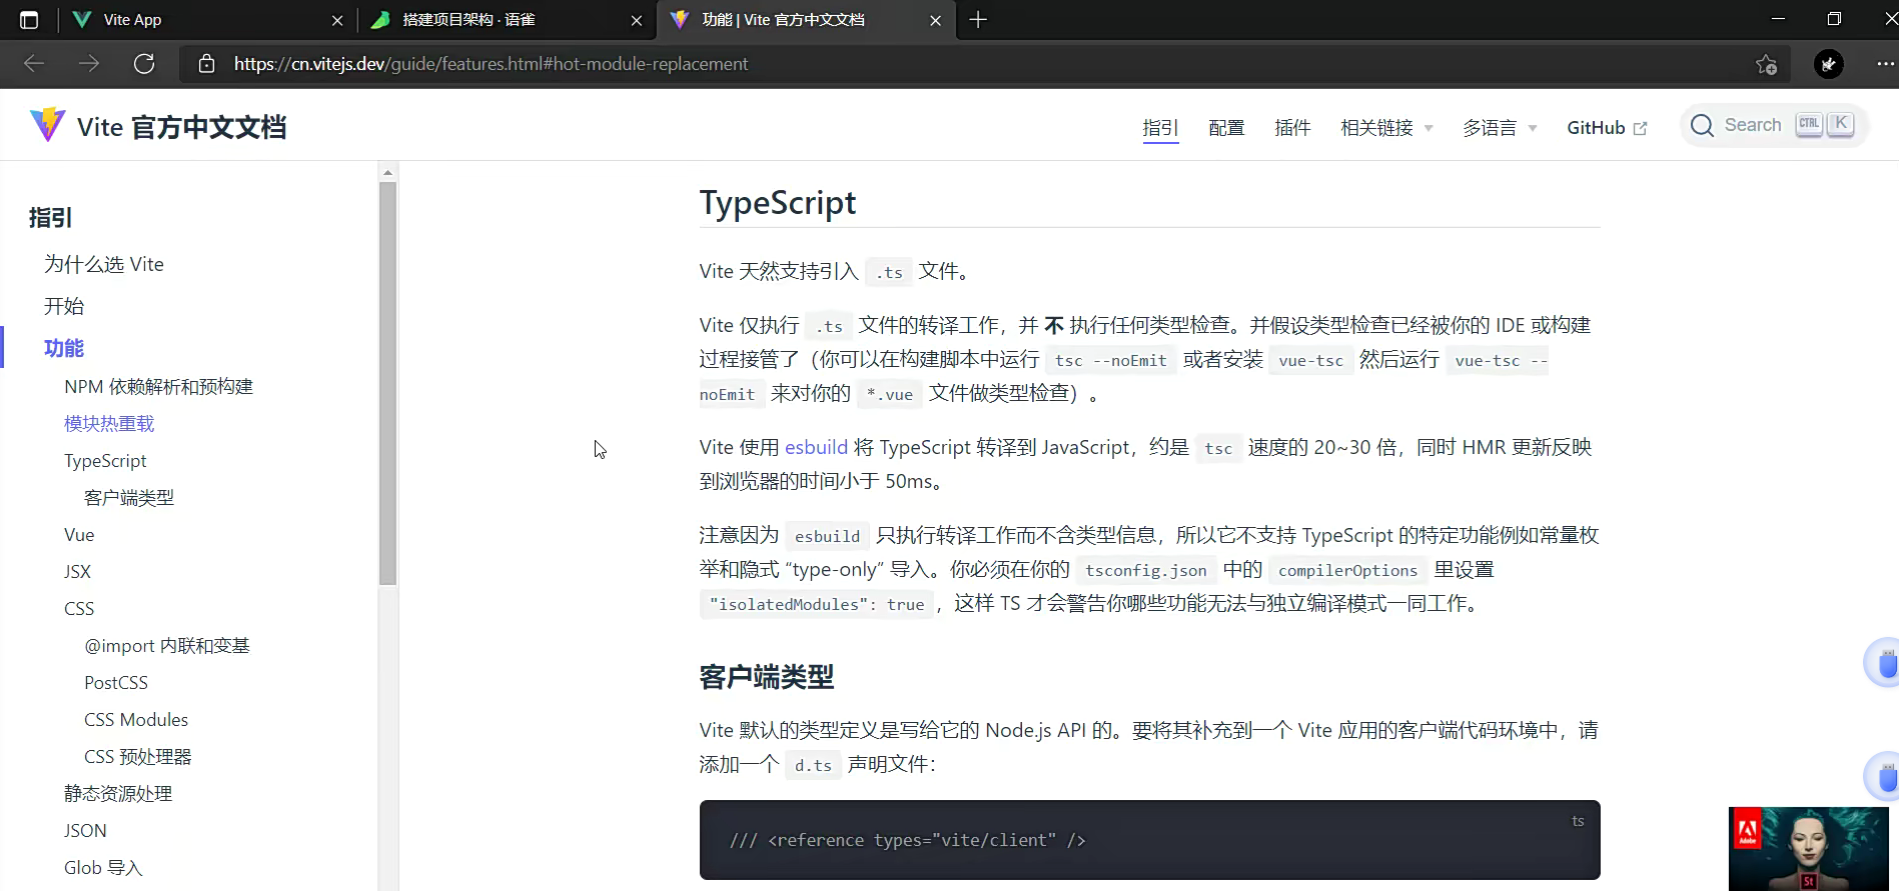 Vite App
搭建项目架构 · 语雀
功能 | Vite 官方中文文档
https://cn.vitejs.dev/guide/features.html#hot-module-replacement
Vite 官方中文文档
指引
配置
插件
相关链接
多语言
GitHub
Search
CTRL
K
指引
为什么选 Vite
开始
功能
NPM 依赖解析和预构建
模块热重载
TypeScript
客户端类型
Vue
JSX
CSS
@import 内联和变基
PostCSS
CSS Modules
CSS 预处理器
静态资源处理
JSON
Glob 导入
TypeScript
Vite 天然支持引入 .ts 文件。
Vite 仅执行 .ts 文件的转译工作，并 不 执行任何类型检查。并假设类型检查已经被你的 IDE 或构建
过程接管了（你可以在构建脚本中运行 tsc --noEmit 或者安装 vue-tsc 然后运行 vue-tsc --
noEmit 来对你的 *.vue 文件做类型检查）。
Vite 使用 esbuild 将 TypeScript 转译到 JavaScript，约是 tsc 速度的 20~30 倍，同时 HMR 更新反映
到浏览器的时间小于 50ms。
注意因为 esbuild 只执行转译工作而不含类型信息，所以它不支持 TypeScript 的特定功能例如常量枚
举和隐式 “type-only” 导入。你必须在你的 tsconfig.json 中的 compilerOptions 里设置
"isolatedModules": true ，这样 TS 才会警告你哪些功能无法与独立编译模式一同工作。
客户端类型
Vite 默认的类型定义是写给它的 Node.js API 的。要将其补充到一个 Vite 应用的客户端代码环境中，请
添加一个 d.ts 声明文件：
ts
/// <reference types="vite/client" />
Adobe
St